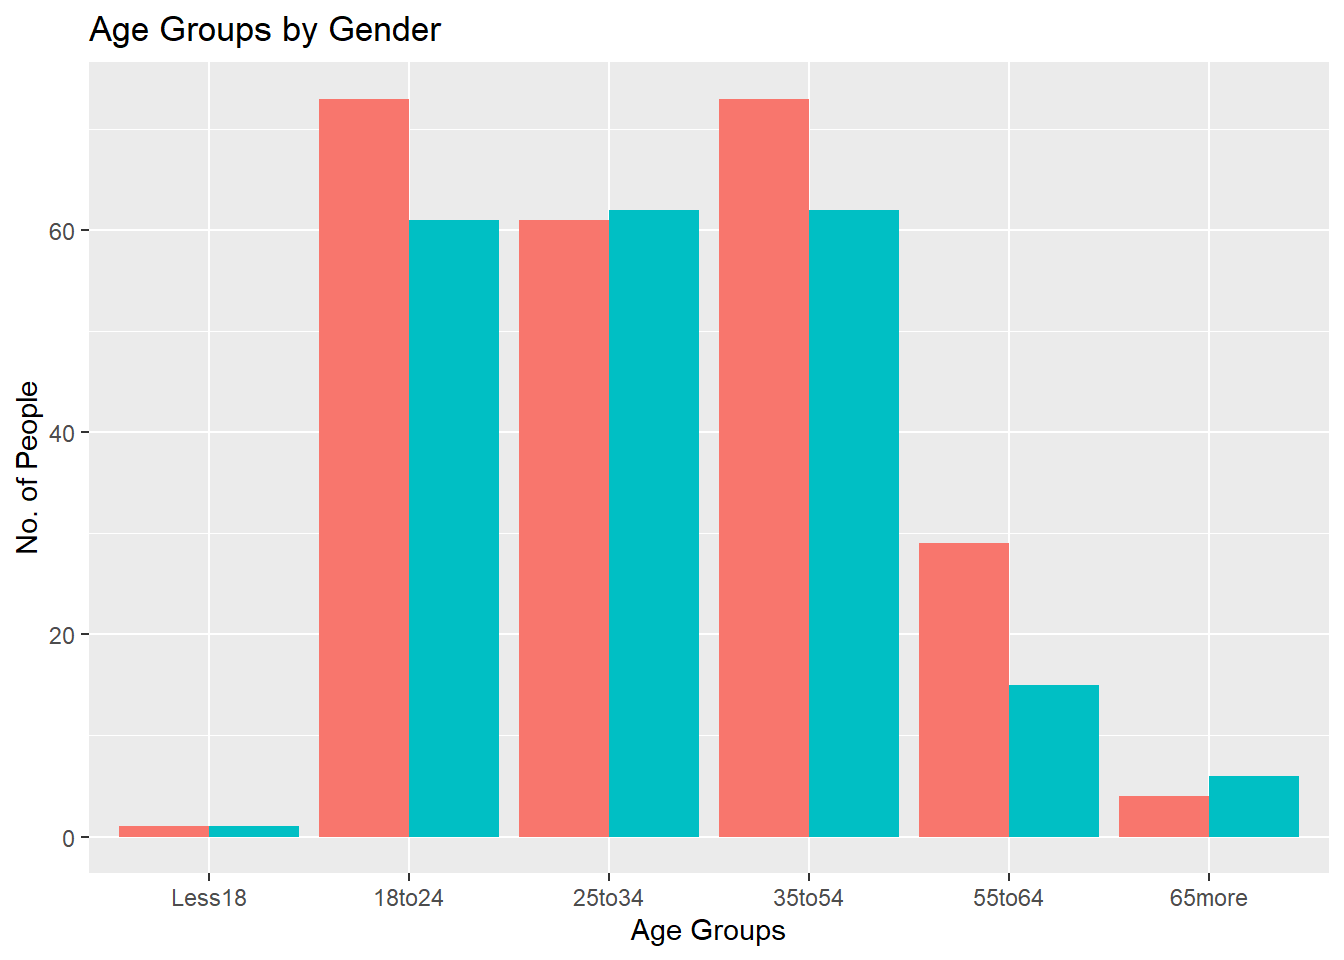 Age Groups by Gender
No. of People
60
40
20
0
Less18 18to24 25to34 35to54 55to64 65more
Age Groups